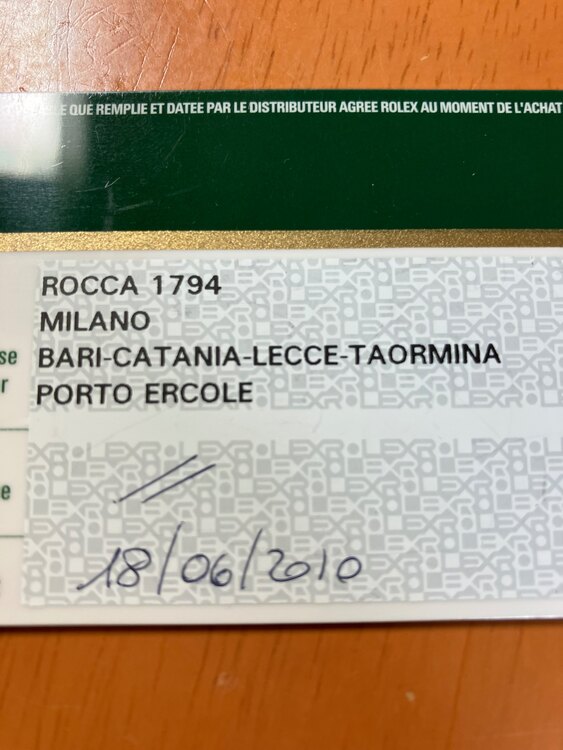 QUE REMPLIE ET DATEE PAR LE DISTRIBUTEUR AGREE ROLEX AU MOMENT DE L'ACHAT
ROCCA 1794
MILANO
BARI-CATANIA-LECCE-TAORMINA
PORTO ERCOLE
18/06/2010